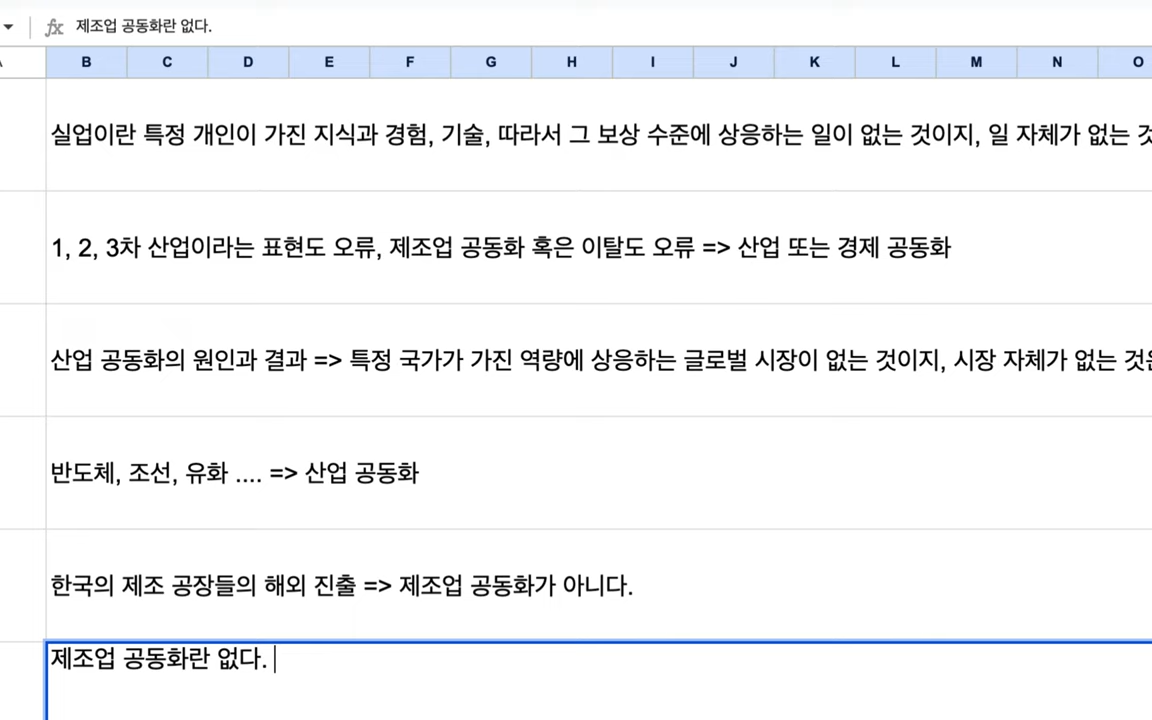 fx 제조업 공동화란 없다.
B C D E F G H I J K L M N O
실업이란 특정 개인이 가진 지식과 경험, 기술, 따라서 그 보상 수준에 상응하는 일이 없는 것이지, 일 자체가 없는
1, 2, 3차 산업이라는 표현도 오류, 제조업 공동화 혹은 이탈도 오류 => 산업 또는 경제 공동화
산업 공동화의 원인과 결과 => 특정 국가가 가진 역량에 상응하는 글로벌 시장이 없는 것이지, 시장 자체가 없는
반도체, 조선, 유화 .... => 산업 공동화
한국의 제조 공장들의 해외 진출 => 제조업 공동화가 아니다.
제조업 공동화란 없다.